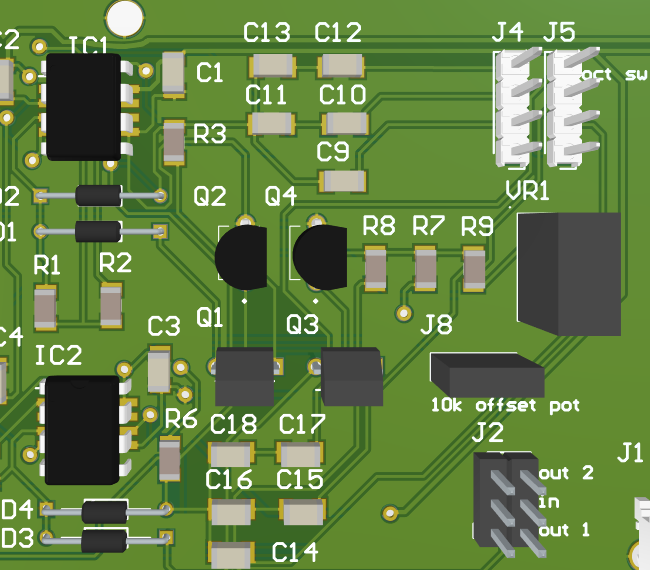 C13 C12 J4 J5
C2 IC1
C1 oct sw
C11 C10
R3
C9
D2 Q2 Q4 VR1
D1 R8 R7 R9
R1 R2
Q1 Q3 J8
C4 IC2 C3
10k offset pot
R6 C18 C17 J2
J1
C16 C15 out 2
in
D4
D3 C14 out 1